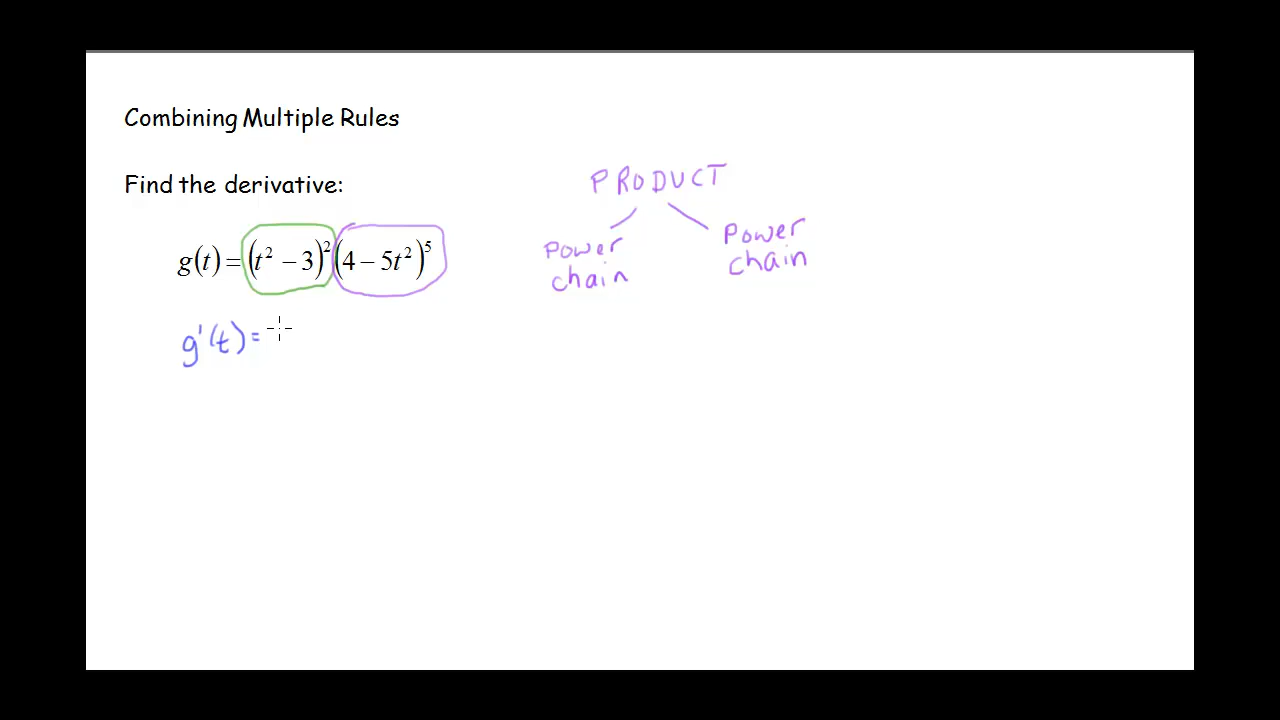 Combining Multiple Rules
Find the derivative:
PRODUCT
g(t) = (t² − 3)²(4 − 5t²)⁵
Power chain
Power chain
g'(t) =